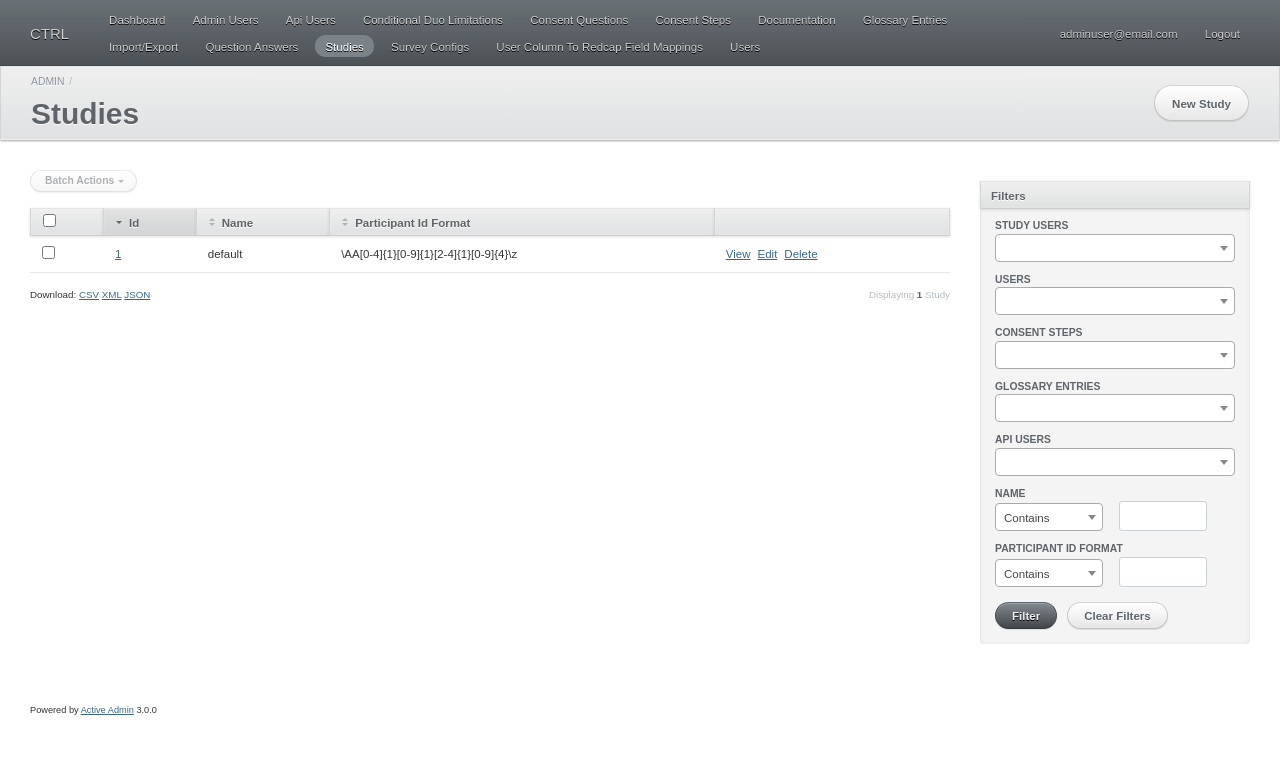 CTRL
Dashboard Admin Users Api Users Conditional Duo Limitations Consent Questions Consent Steps Documentation Glossary Entries
Import/Export Question Answers Studies Survey Configs User Column To Redcap Field Mappings Users
adminuser@email.com Logout
ADMIN /
Studies
New Study
Batch Actions
Id Name Participant Id Format
1 default \AA[0-4]{1}[0-9]{1}[2-4]{1}[0-9]{4}\z View Edit Delete
Download: CSV XML JSON
Displaying 1 Study
Filters
STUDY USERS
USERS
CONSENT STEPS
GLOSSARY ENTRIES
API USERS
NAME
Contains
PARTICIPANT ID FORMAT
Contains
Filter Clear Filters
Powered by Active Admin 3.0.0